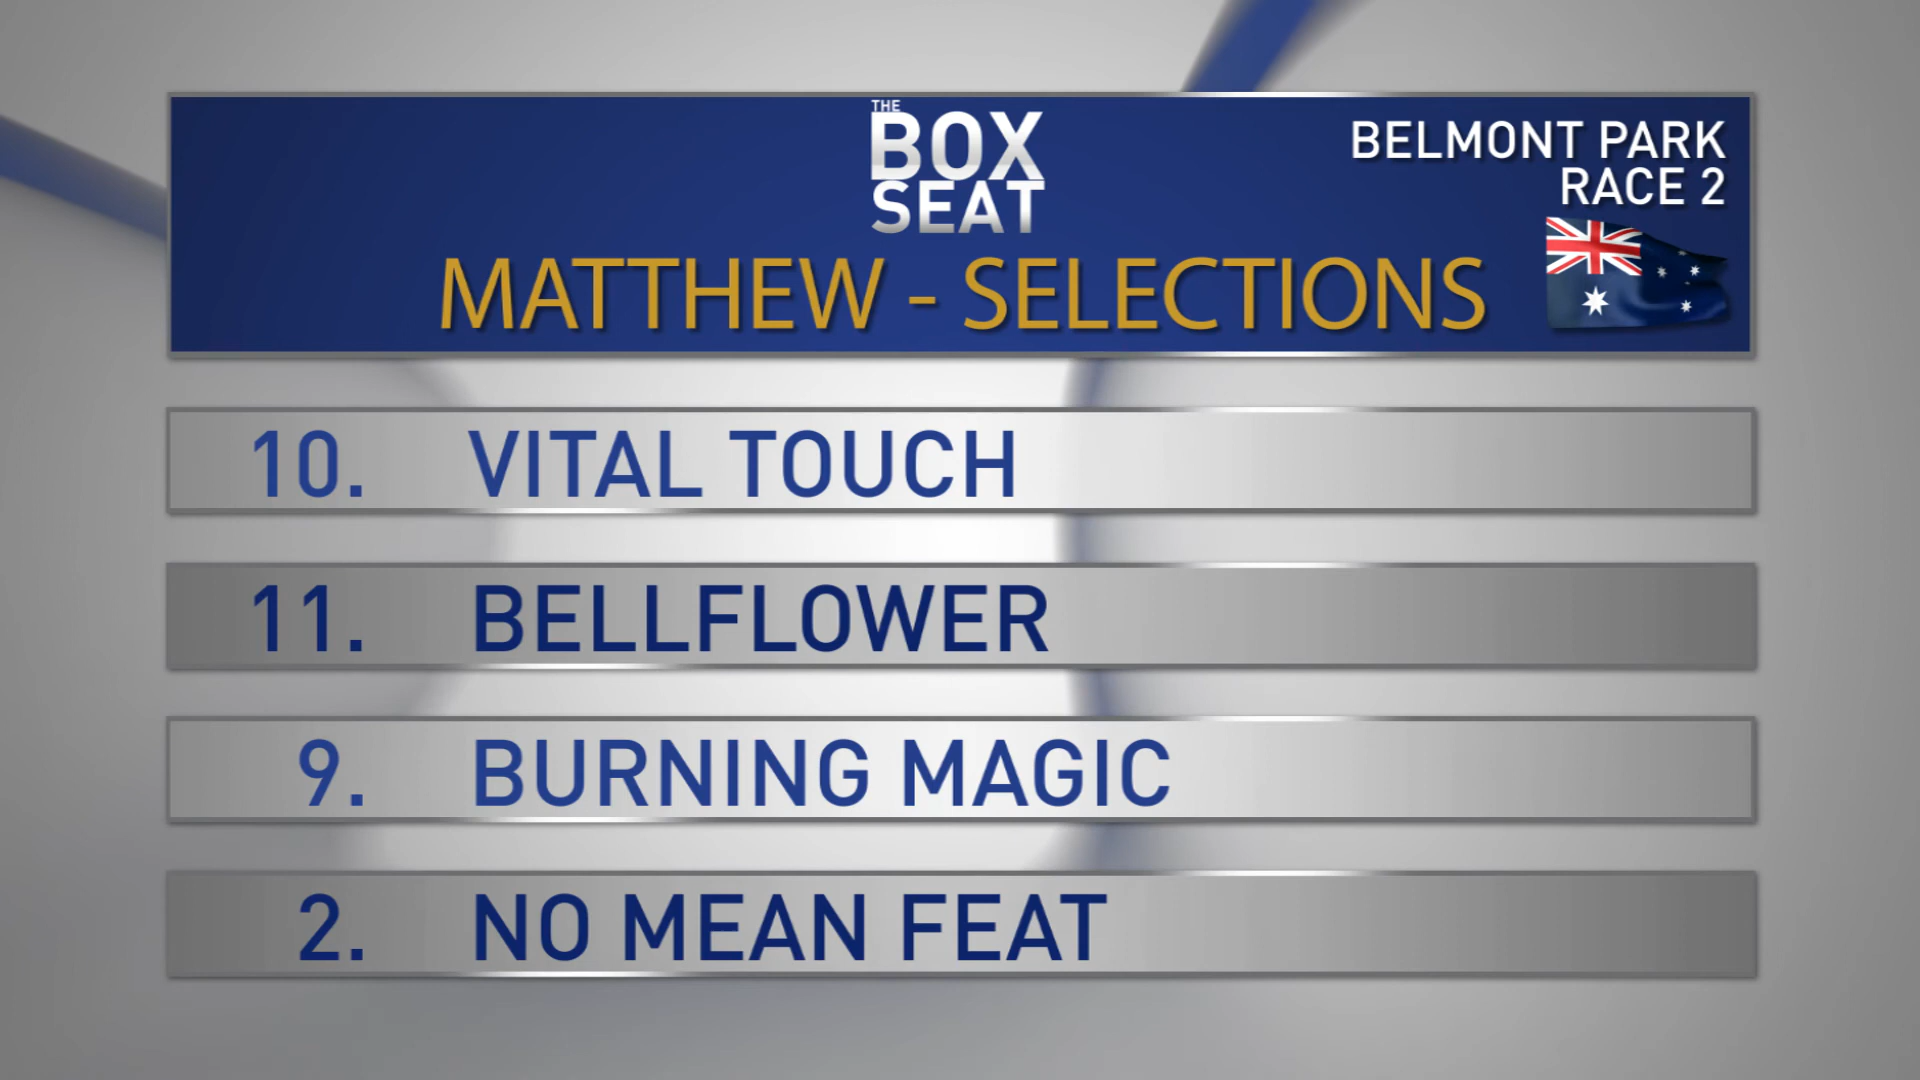 THE
BOX
SEAT
BELMONT PARK
RACE 2
MATTHEW - SELECTIONS
10. VITAL TOUCH
11. BELLFLOWER
9. BURNING MAGIC
2. NO MEAN FEAT